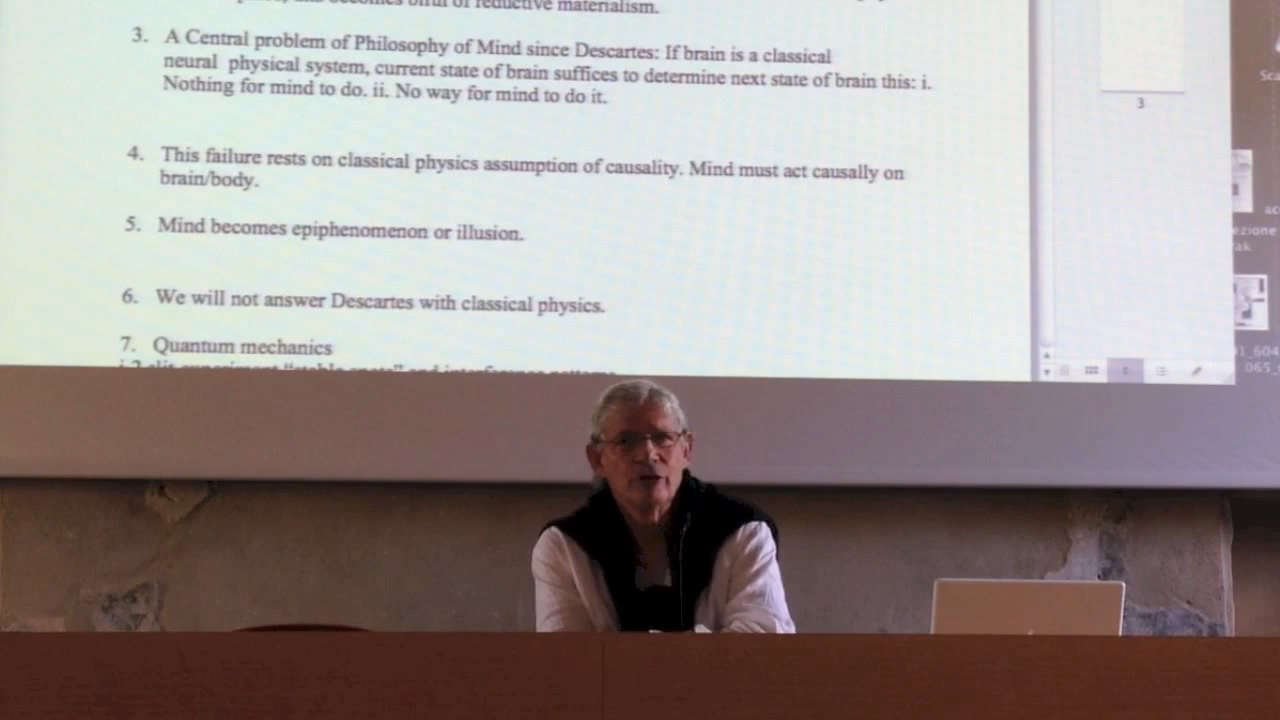 of reductive materialism.
3. A Central problem of Philosophy of Mind since Descartes: If brain is a classical
neural physical system, current state of brain suffices to determine next state of brain this: i.
Nothing for mind to do. ii. No way for mind to do it.
4. This failure rests on classical physics assumption of causality. Mind must act causally on
brain/body.
5. Mind becomes epiphenomenon or illusion.
6. We will not answer Descartes with classical physics.
7. Quantum mechanics
3